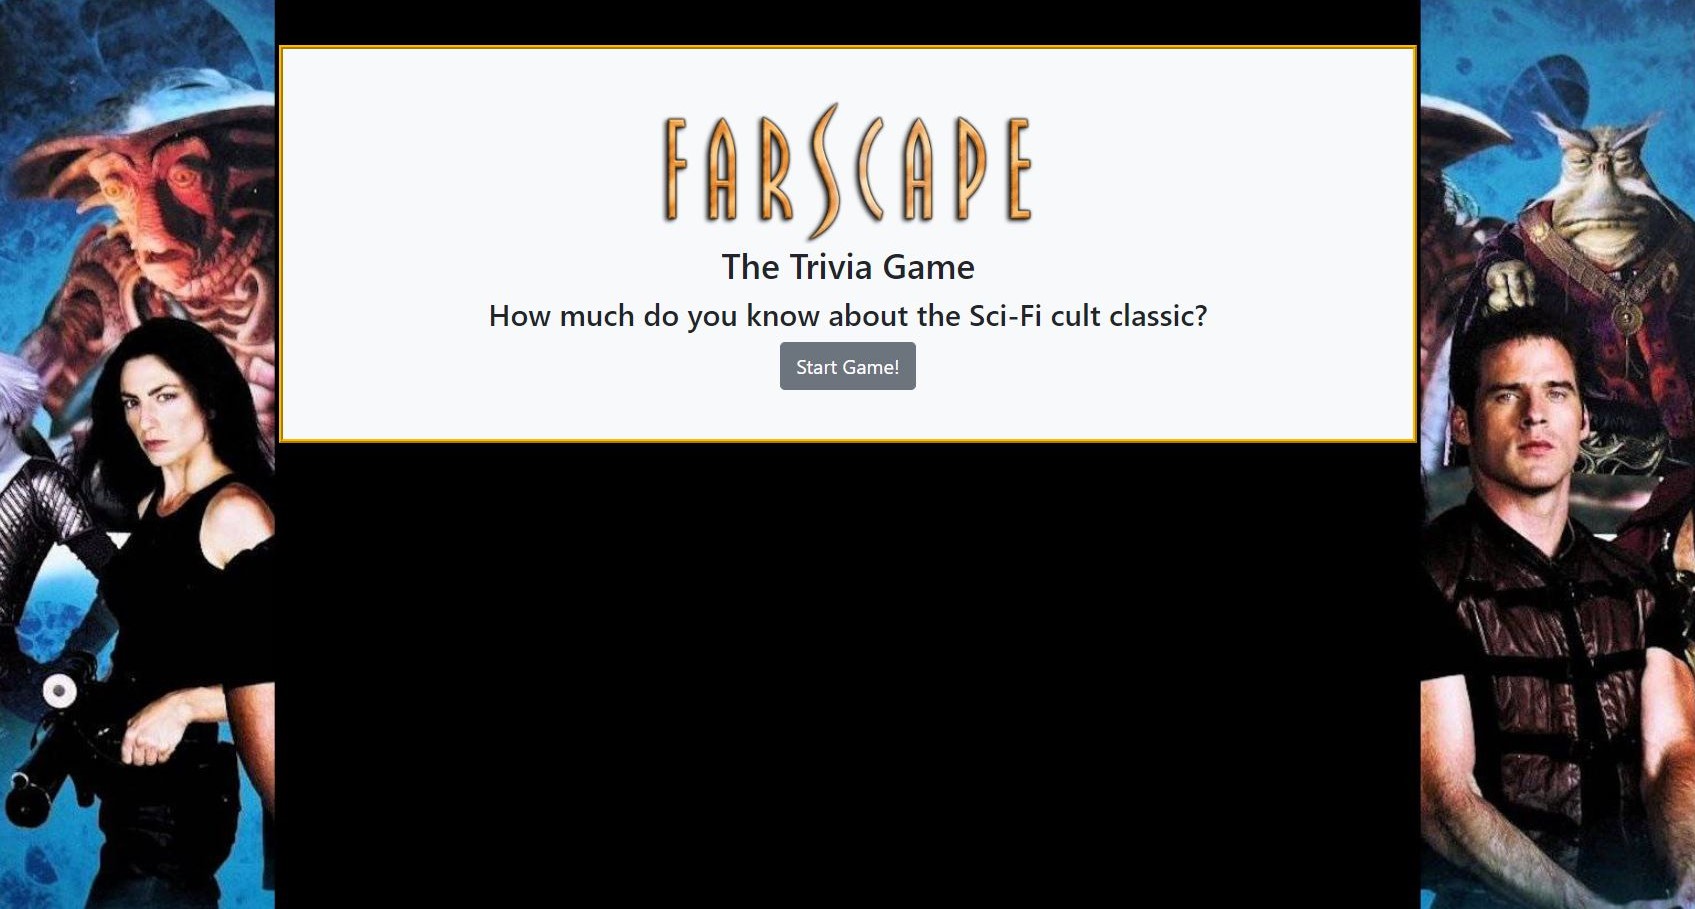 FARSCAPE
The Trivia Game
How much do you know about the Sci-Fi cult classic?
Start Game!